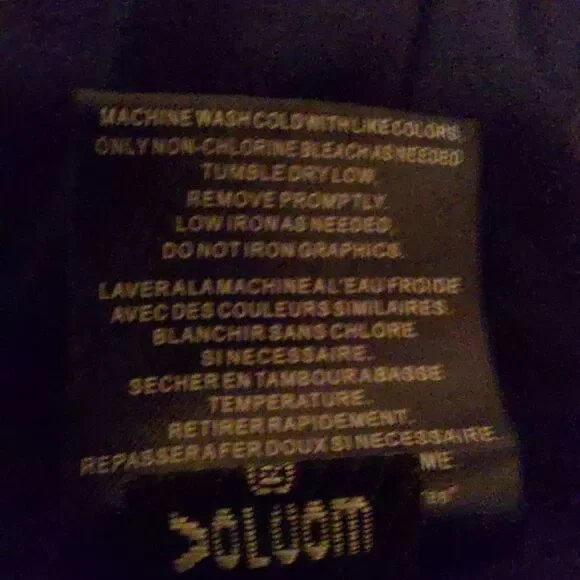 MACHINE WASH COLD WITH LIKE COLORS.
ONLY NON-CHLORINE BLEACH AS NEEDED.
TUMBLE DRY LOW.
REMOVE PROMPTLY.
LOW IRON AS NEEDED.
DO NOT IRON GRAPHICS.
LAVER A LA MACHINE A L'EAU FROIDE
AVEC DES COULEURS SIMILAIRES.
BLANCHIR SANS CHLORE
SI NECESSAIRE.
SECHER EN TAMBOUR A BASSE
TEMPERATURE.
RETIRER RAPIDEMENT.
REPASSER A FER DOUX SI NECESSAIRE.
ME
VOLCOM